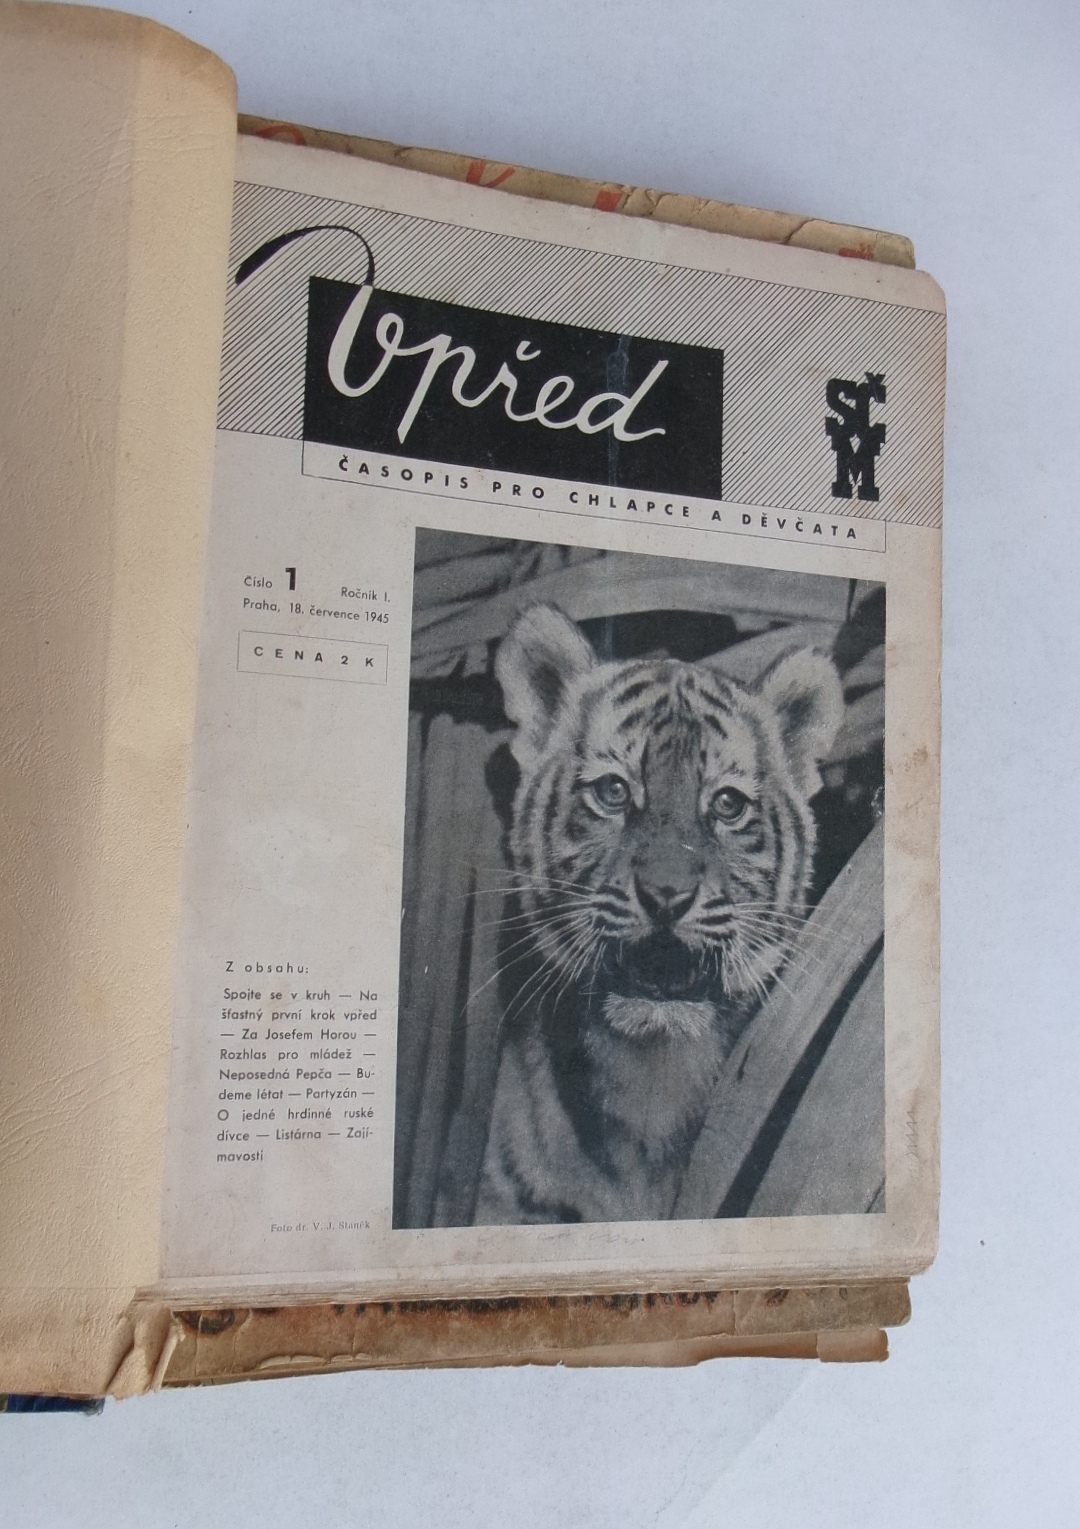 Vpřed
SČM
ČASOPIS PRO CHLAPCE A DĚVČATA
Číslo 1 Ročník I.
Praha, 18. července 1945
CENA 2 K
Z obsahu:
Spojte se v kruh — Na
šťastný první krok vpřed
— Za Josefem Horou —
Rozhlas pro mládež —
Neposedná Pepča — Bu-
deme létat — Partyzán —
O jedné hrdinné ruské
dívce — Listárna — Zají-
mavosti
Foto dr. V. J. Staněk